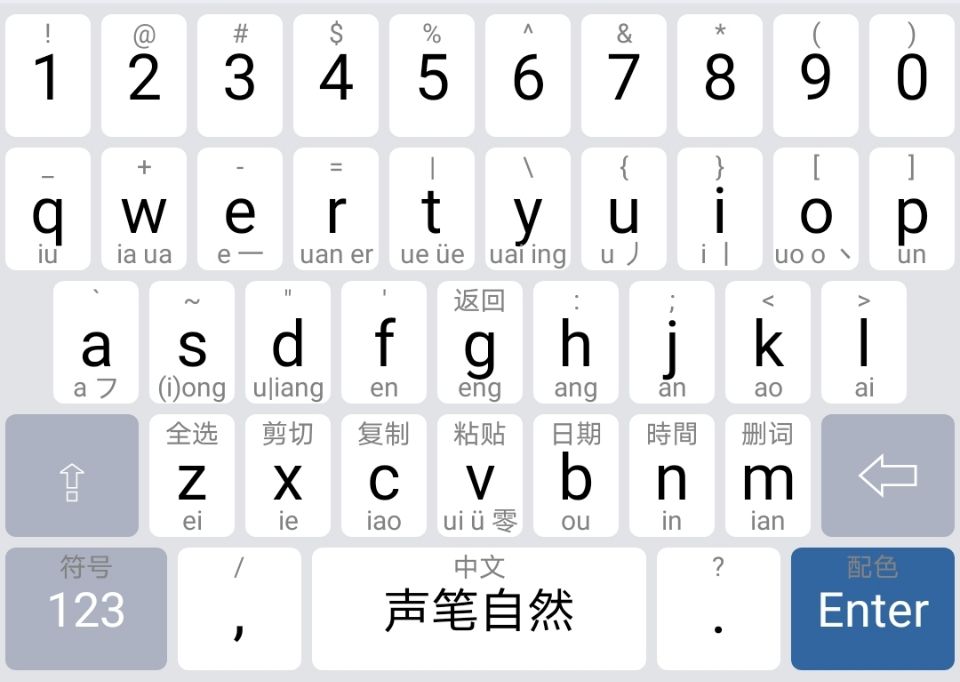 ! @ # $ % ^ & * ( )
1 2 3 4 5 6 7 8 9 0
_ + - = | \ { } [ ]
q w e r t y u i o p
iu ia ua e 一 uan er ue üe uai ing u 丿 i 丨 uo o 丶 un
` ~ " ' 返回 : ; < >
a s d f g h j k l
a フ (i)ong u|iang en eng ang an ao ai
全选 剪切 复制 粘贴 日期 時間 删词
z x c v b n m
ei ie iao ui ü 零 ou in ian
符号 / 中文 ? 配色
123 , 声笔自然 . Enter